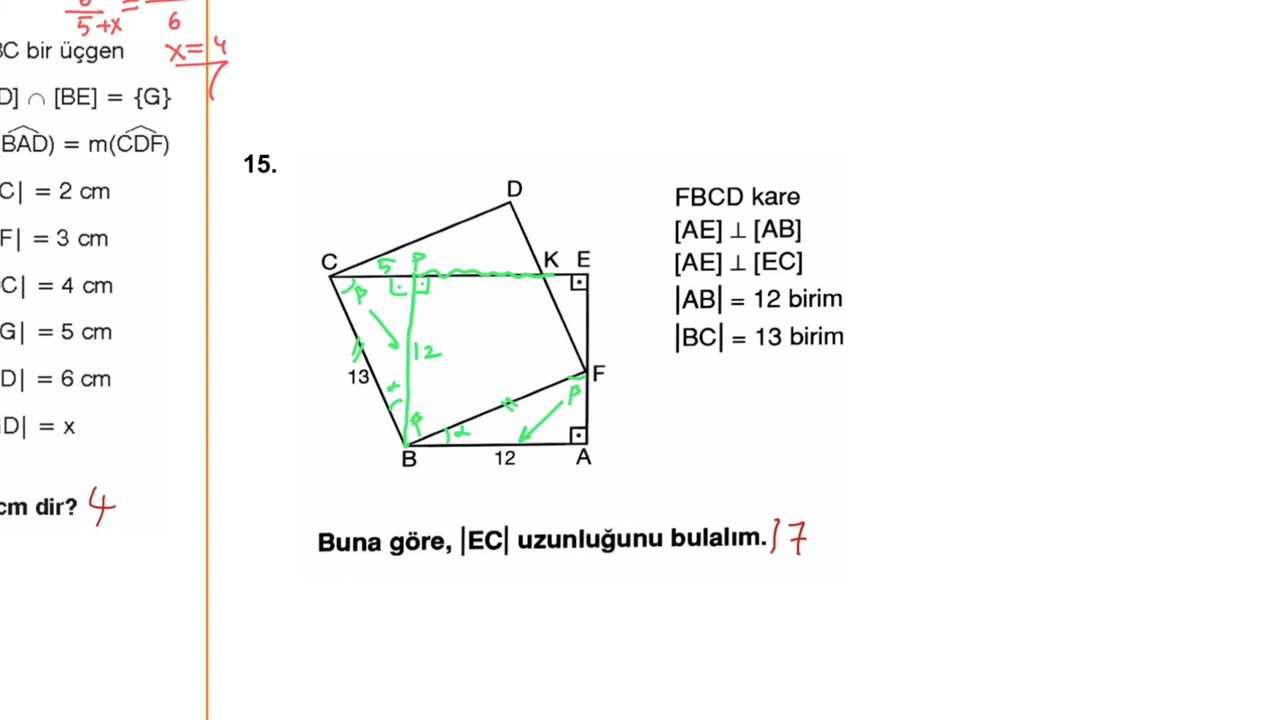 5+x = 6
x = 4
BC bir üçgen
D] ∩ [BE] = {G}
(BAD) = m(CDF)
C| = 2 cm
F| = 3 cm
C| = 4 cm
G| = 5 cm
D| = 6 cm
D| = x
cm dir? 4
15.
D
C 5 P K E
β
12
13
α
F
β
β α
B 12 A
FBCD kare
[AE] ⊥ [AB]
[AE] ⊥ [EC]
|AB| = 12 birim
|BC| = 13 birim
Buna göre, |EC| uzunluğunu bulalım. 17